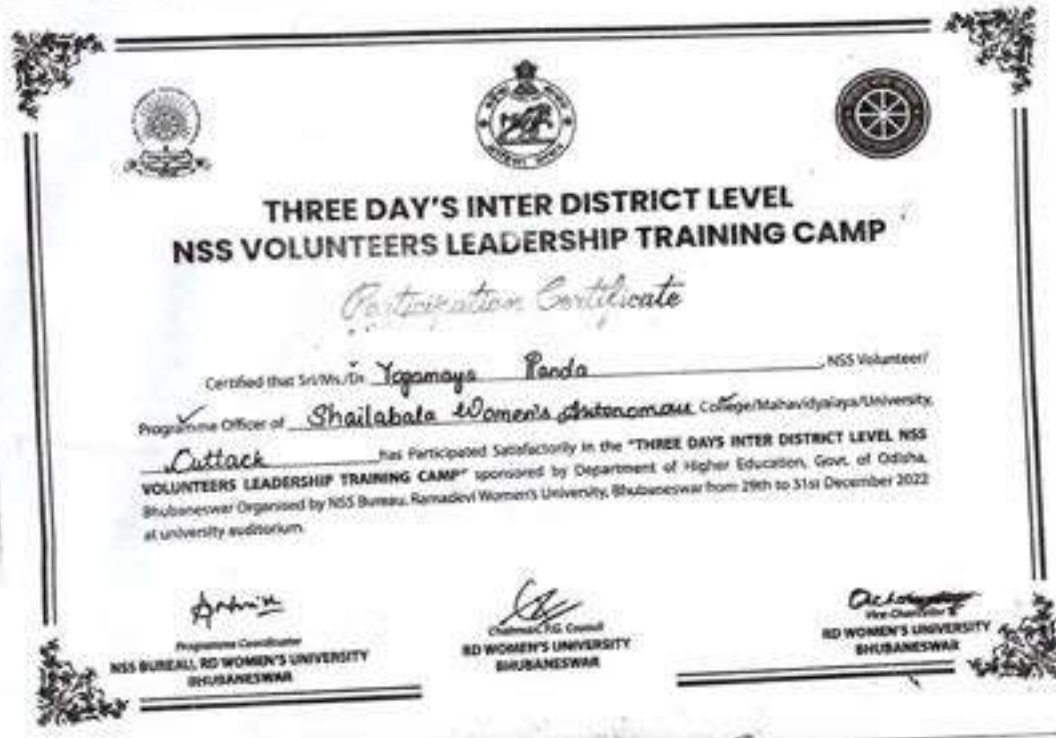 THREE DAY'S INTER DISTRICT LEVEL
NSS VOLUNTEERS LEADERSHIP TRAINING CAMP
Participation Certificate
Certified that Sri/Ms./Dr. Yogamaya Panda, NSS Volunteer/
Programme Officer of Shailabala Women's Autonomous College/Mahavidyalaya/University,
Cuttack has Participated Satisfactorily in the "THREE DAYS INTER DISTRICT LEVEL NSS
VOLUNTEERS LEADERSHIP TRAINING CAMP" sponsored by Department of Higher Education, Govt. of Odisha,
Bhubaneswar Organised by NSS Bureau, Ramadevi Women's University, Bhubaneswar from 29th to 31st December 2022
at university auditorium.
Programme Coordinator
NSS BUREAU, RD WOMEN'S UNIVERSITY
BHUBANESWAR
Chairman, P.G. Council
RD WOMEN'S UNIVERSITY
BHUBANESWAR
Vice-Chancellor
RD WOMEN'S UNIVERSITY
BHUBANESWAR